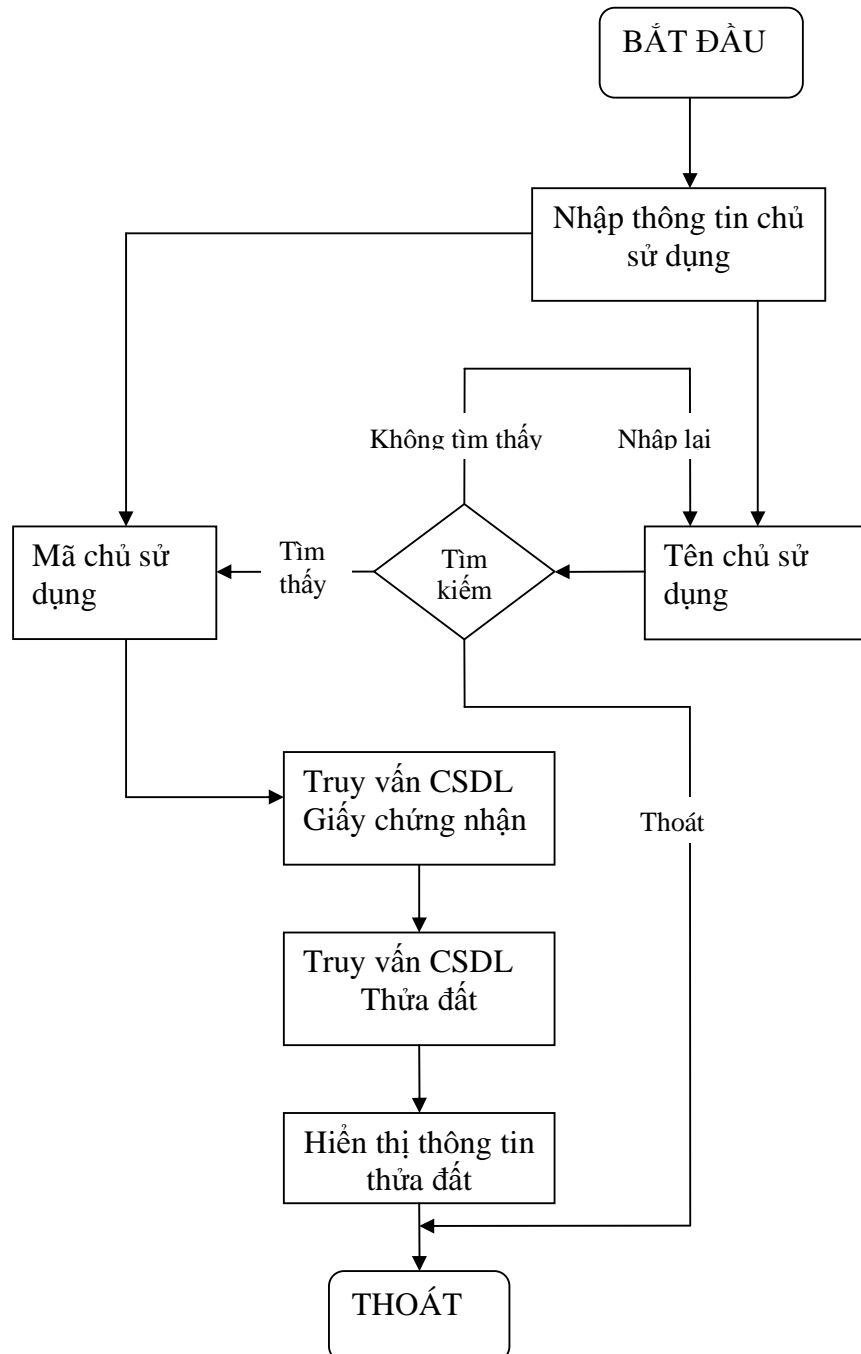 BẮT ĐẦU
Nhập thông tin chủ
sử dụng
Không tìm thấy
Nhập lại
Mã chủ sử
dụng
Tìm
thấy
Tìm
kiếm
Tên chủ sử
dụng
Truy vấn CSDL
Giấy chứng nhận
Thoát
Truy vấn CSDL
Thửa đất
Hiển thị thông tin
thửa đất
THOÁT